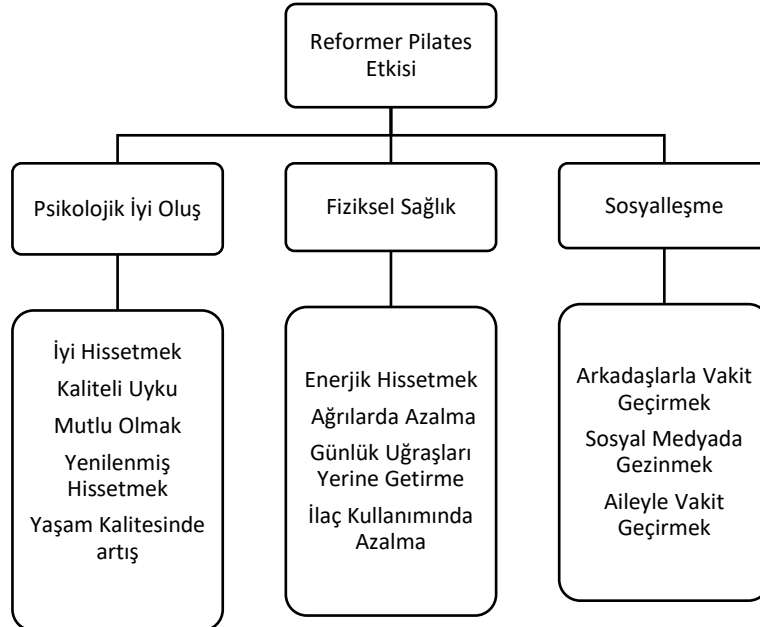 Reformer Pilates
Etkisi
Psikolojik İyi Oluş
Fiziksel Sağlık
Sosyalleşme
İyi Hissetmek
Kaliteli Uyku
Mutlu Olmak
Yenilenmiş
Hissetmek
Yaşam Kalitesinde
artış
Enerjik Hissetmek
Ağrılarda Azalma
Günlük Uğraşları
Yerine Getirme
İlaç Kullanımında
Azalma
Arkadaşlarla Vakit
Geçirmek
Sosyal Medyada
Gezinmek
Aileyle Vakit
Geçirmek